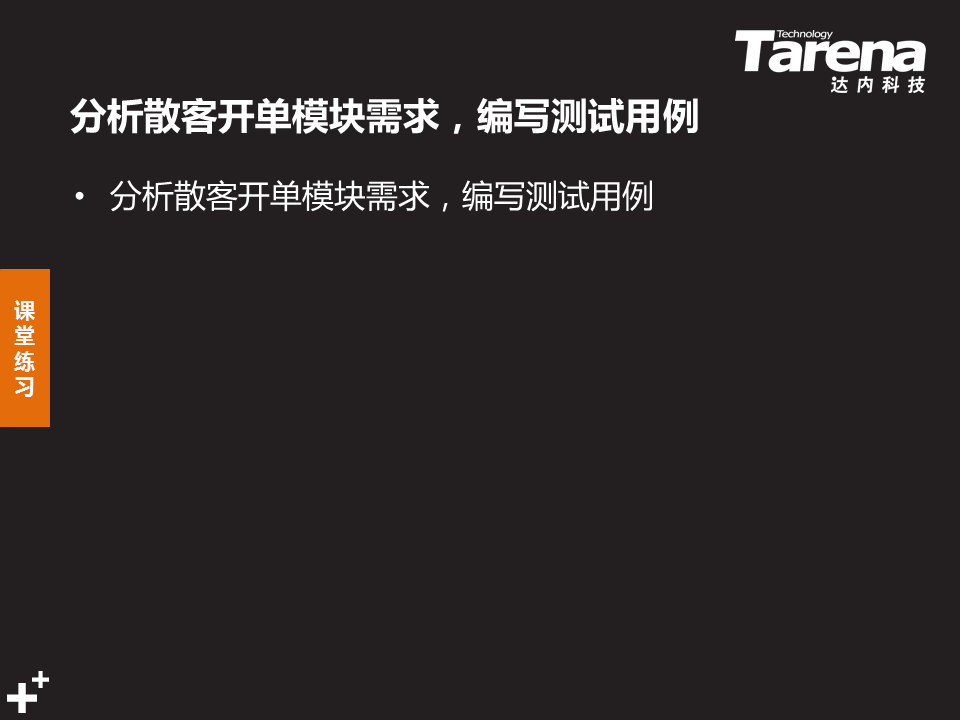 Technology
Tarena
达内科技
分析散客开单模块需求，编写测试用例
• 分析散客开单模块需求，编写测试用例
课
堂
练
习